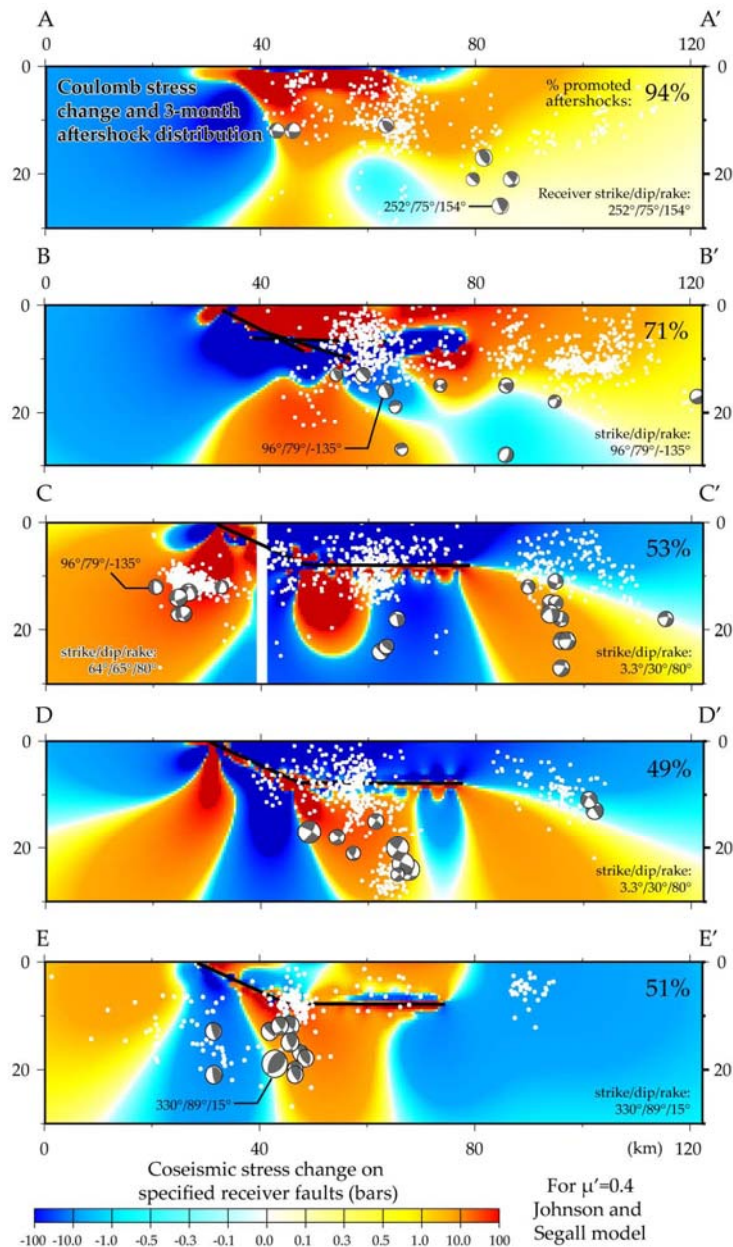 A A′
0 40 80 122
Coulomb stress
change and 3-month
aftershock distribution
% promoted
aftershocks: 94%
0 0
20 20
252°/75°/154°
Receiver strike/dip/rake:
252°/75°/154°
B B′
0 40 80 122
71%
0 0
20 20
96°/79°/-135°
strike/dip/rake:
96°/79°/-135°
C C′
53%
0 0
96°/79°/-135°
20 20
strike/dip/rake:
64°/65°/80°
strike/dip/rake:
3.3°/30°/80°
D D′
49%
0 0
20 20
strike/dip/rake:
3.3°/30°/80°
E E′
51%
0 0
20 20
330°/89°/15°
strike/dip/rake:
330°/89°/15°
0 40 80 (km) 120
Coseismic stress change on
specified receiver faults (bars)
-100 -10.0 -1.0 -0.5 -0.3 -0.1 0.0 0.1 0.3 0.5 1.0 10.0 100
For μ'=0.4
Johnson and
Segall model